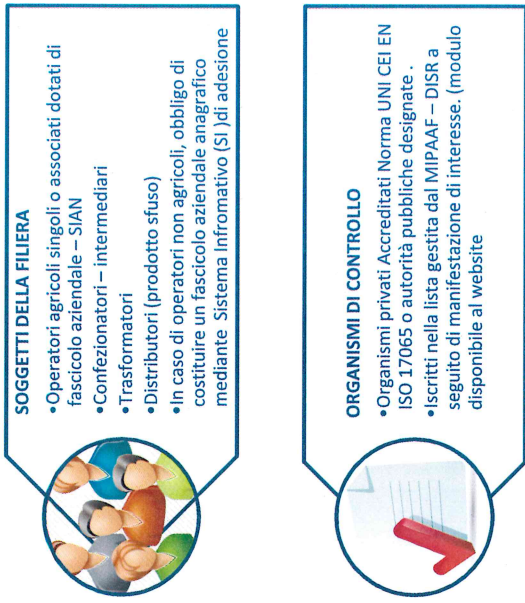 SOGGETTI DELLA FILIERA
•Operatori agricoli singoli o associati dotati di
fascicolo aziendale – SIAN
•Confezionatori – intermediari
•Trasformatori
•Distributori (prodotto sfuso)
•In caso di operatori non agricoli, obbligo di
costituire un fascicolo aziendale anagrafico
mediante Sistema Infromativo (SI )di adesione
ORGANISMI DI CONTROLLO
•Organismi privati Accreditati Norma UNI CEI EN
ISO 17065 o autorità pubbliche designate .
•Iscritti nella lista gestita dal MIPAAF – DISR a
seguito di manifestazione di interesse. (modulo
disponibile al website